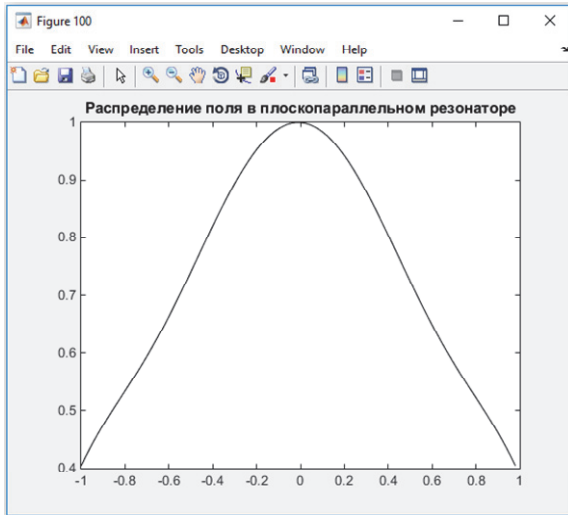 Figure 100
File Edit View Insert Tools Desktop Window Help
Распределение поля в плоскопараллельном резонаторе
1
0.9
0.8
0.7
0.6
0.5
0.4
-1 -0.8 -0.6 -0.4 -0.2 0 0.2 0.4 0.6 0.8 1